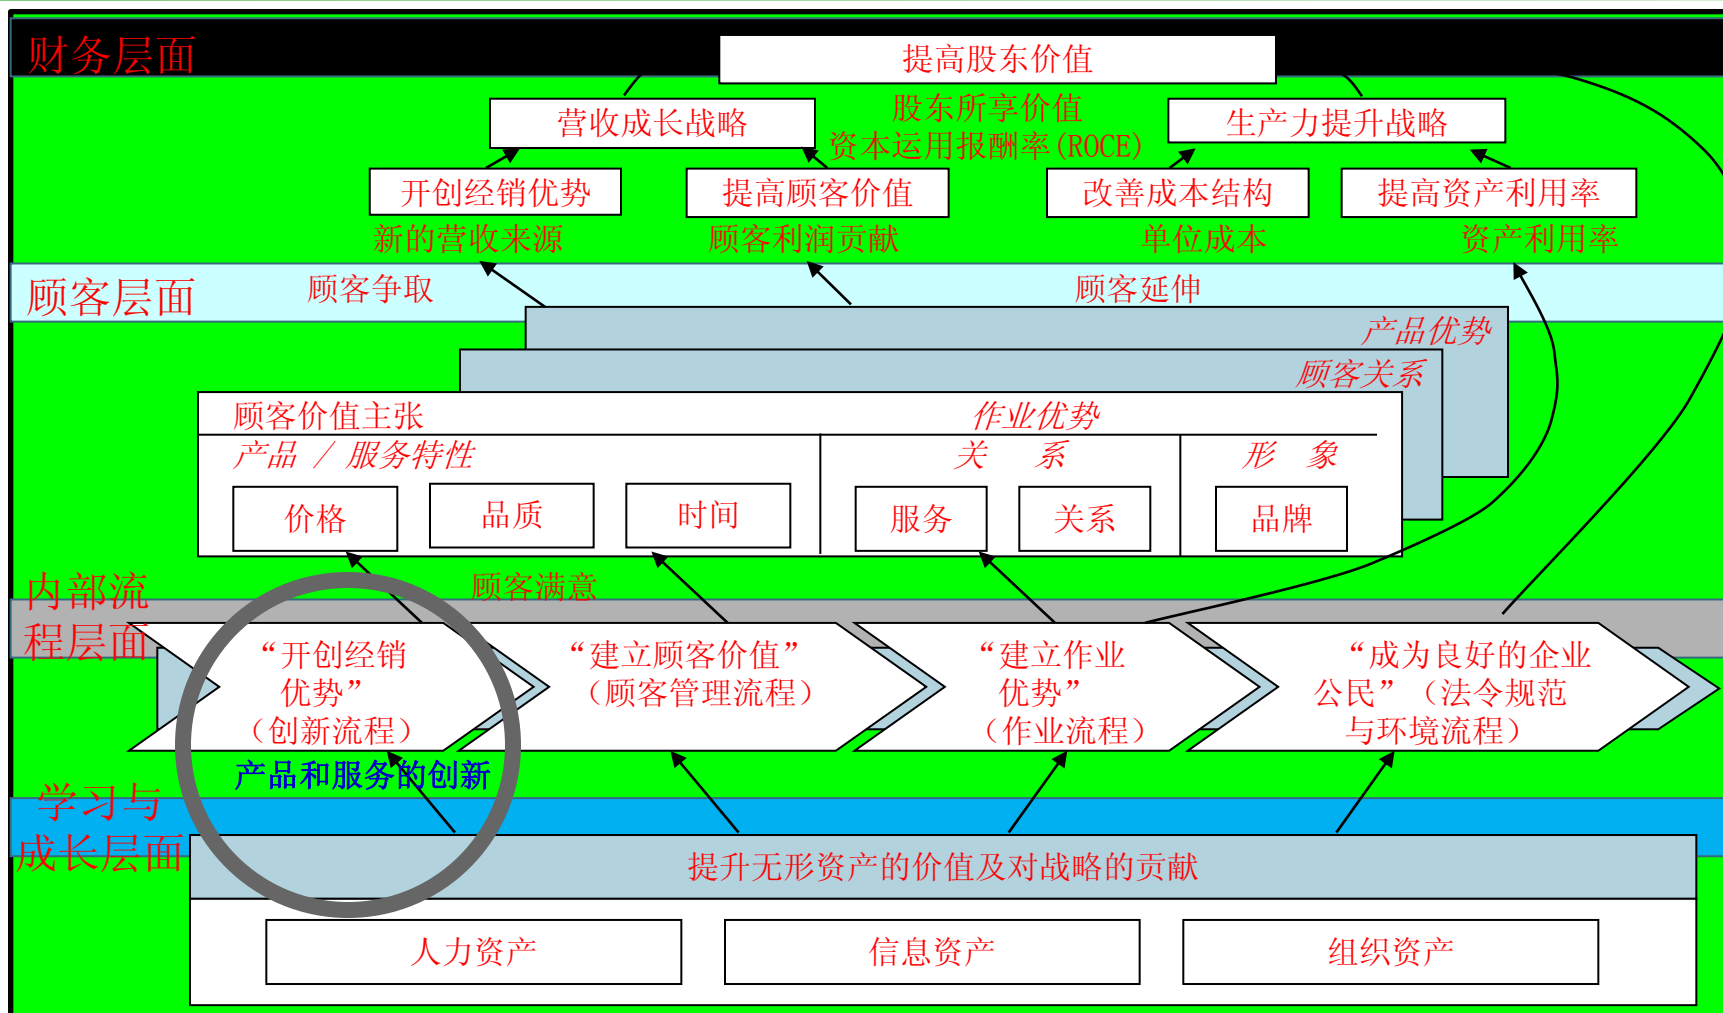 财务层面
提高股东价值
营收成长战略
股东所享价值
资本运用报酬率(ROCE)
生产力提升战略
开创经销优势
提高顾客价值
改善成本结构
提高资产利用率
新的营收来源
顾客利润贡献
单位成本
资产利用率
顾客层面
顾客争取
顾客延伸
产品优势
顾客关系
顾客价值主张
作业优势
产品 / 服务特性
关 系
形 象
价格
品质
时间
服务
关系
品牌
顾客满意
内部流
程层面
“开创经销
优势”
（创新流程）
“建立顾客价值”
（顾客管理流程）
“建立作业
优势”
（作业流程）
“成为良好的企业
公民”（法令规范
与环境流程）
产品和服务的创新
学习与
成长层面
提升无形资产的价值及对战略的贡献
人力资产
信息资产
组织资产